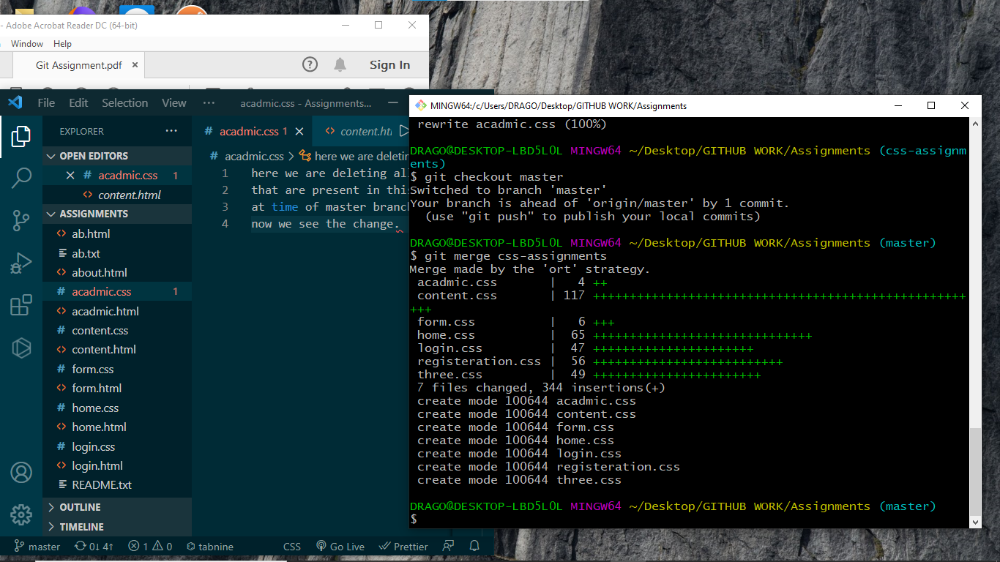 - Adobe Acrobat Reader DC (64-bit)
Window Help
Git Assignment.pdf ×
Sign In
File Edit Selection View ··· acadmic.css - Assignments...
EXPLORER ···
OPEN EDITORS
# acadmic.css 1
<> content.html
ASSIGNMENTS
<> ab.html
ab.txt
<> about.html
# acadmic.css 1
<> acadmic.html
# content.css
<> content.html
# form.css
<> form.html
# home.css
<> home.html
# login.css
<> login.html
README.txt
OUTLINE
TIMELINE
# acadmic.css 1 × <> content.ht
# acadmic.css > here we are deletin
1 here we are deleting al
2 that are present in this
3 at time of master branc
4 now we see the change.
master 0↓ 4↑ 1 0 tabnine CSS Go Live Prettier
MINGW64:/c/Users/DRAGO/Desktop/GITHUB WORK/Assignments
rewrite acadmic.css (100%)
DRAGO@DESKTOP-LBD5L0L MINGW64 ~/Desktop/GITHUB WORK/Assignments (css-assignm
ents)
$ git checkout master
Switched to branch 'master'
Your branch is ahead of 'origin/master' by 1 commit.
(use "git push" to publish your local commits)
DRAGO@DESKTOP-LBD5L0L MINGW64 ~/Desktop/GITHUB WORK/Assignments (master)
$ git merge css-assignments
Merge made by the 'ort' strategy.
acadmic.css | 4 ++
content.css | 117 +++++++++++++++++++++++++++++++++++++++++++++++++++
+++
form.css | 6 +++
home.css | 65 ++++++++++++++++++++++++++++++
login.css | 47 ++++++++++++++++++++++
registeration.css | 56 ++++++++++++++++++++++++++
three.css | 49 +++++++++++++++++++++++
7 files changed, 344 insertions(+)
create mode 100644 acadmic.css
create mode 100644 content.css
create mode 100644 form.css
create mode 100644 home.css
create mode 100644 login.css
create mode 100644 registeration.css
create mode 100644 three.css
DRAGO@DESKTOP-LBD5L0L MINGW64 ~/Desktop/GITHUB WORK/Assignments (master)
$